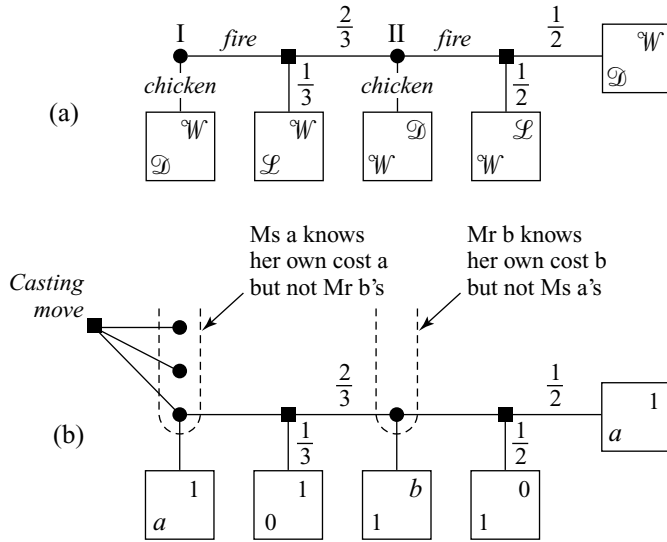 I fire 2/3 II fire 1/2 𝒲
𝒟
chicken 1/3 chicken 1/2
(a)
𝒲 𝒲 𝒟 ℒ
𝒟 ℒ 𝒲 𝒲
Ms a knows
her own cost a
but not Mr b's
Mr b knows
her own cost b
but not Ms a's
Casting
move
2/3 1/2 1
a
(b)
1/3 1/2
1 1 b 0
a 0 1 1